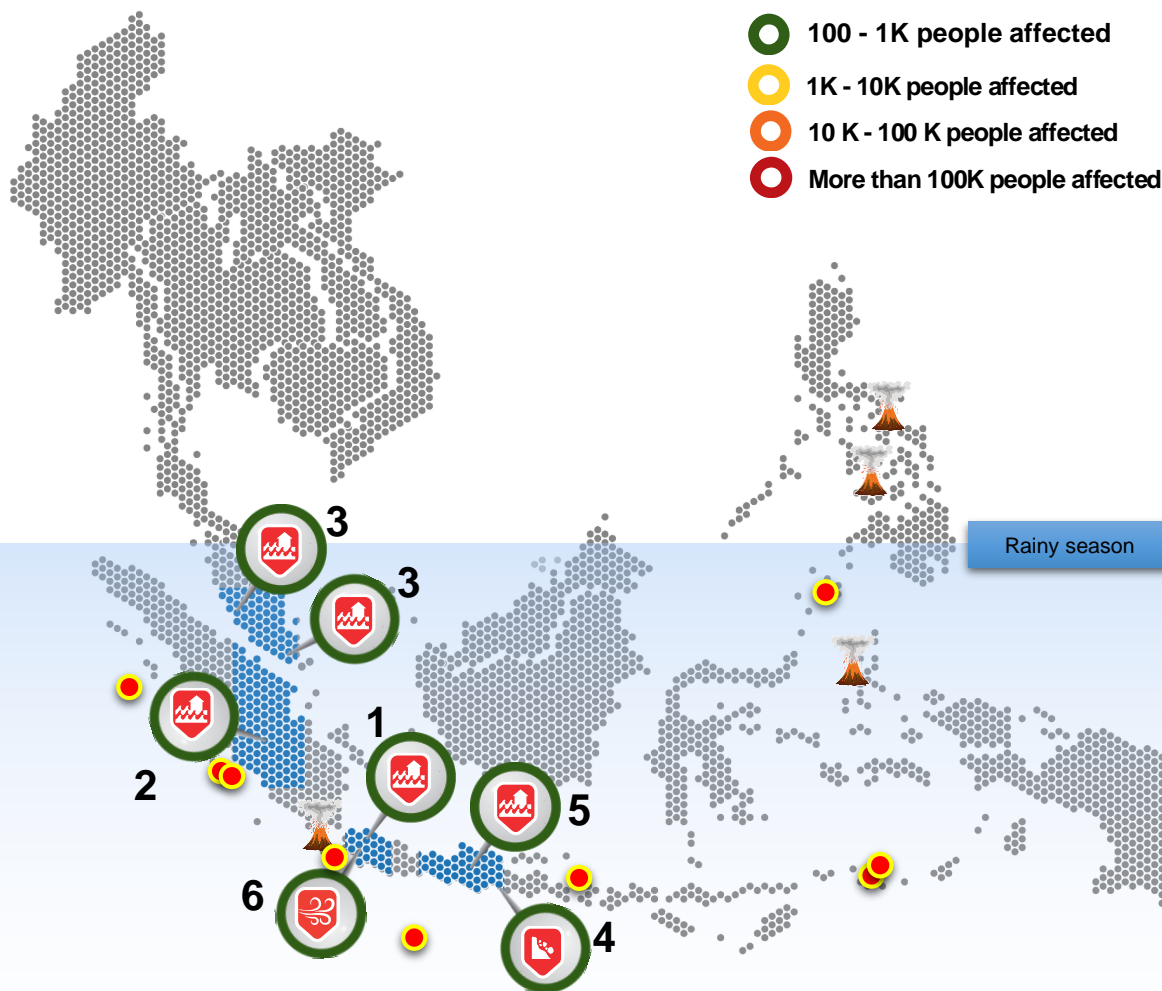 100 - 1K people affected
1K - 10K people affected
10 K - 100 K people affected
More than 100K people affected
3
Rainy season
3
1
2
5
6
4